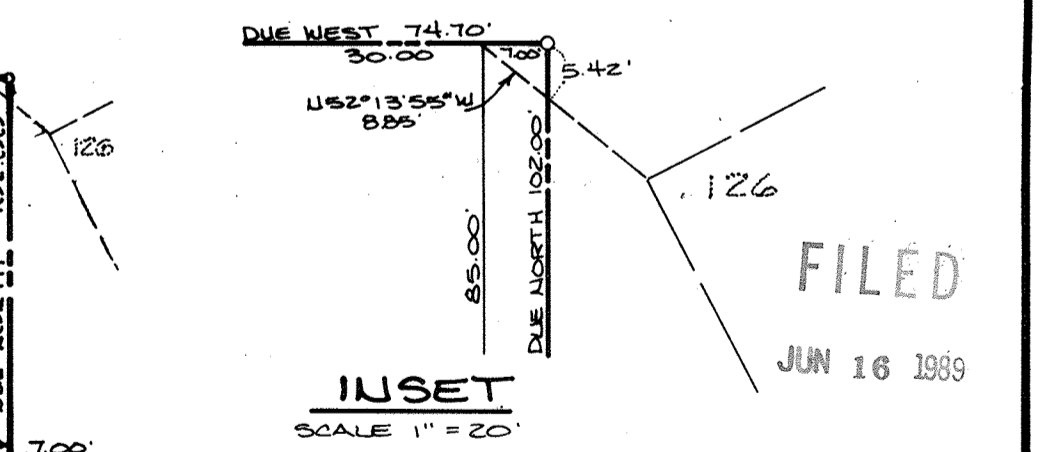 DUE WEST 74.70'
30.00
7.00'
5.42'
N52°13'55"W
8.85'
126
85.00'
DUE NORTH 102.00'
126
FILED
JUN 16 1989
INSET
SCALE 1" = 20'
7.00'